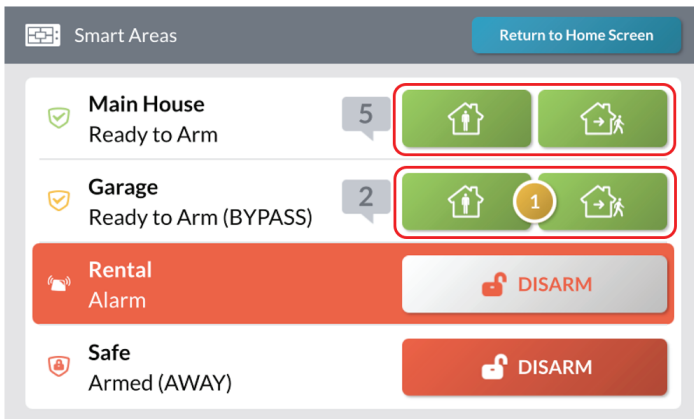 Smart Areas
Return to Home Screen
Main House
Ready to Arm
5
Garage
Ready to Arm (BYPASS)
2
1
Rental
Alarm
DISARM
Safe
Armed (AWAY)
DISARM